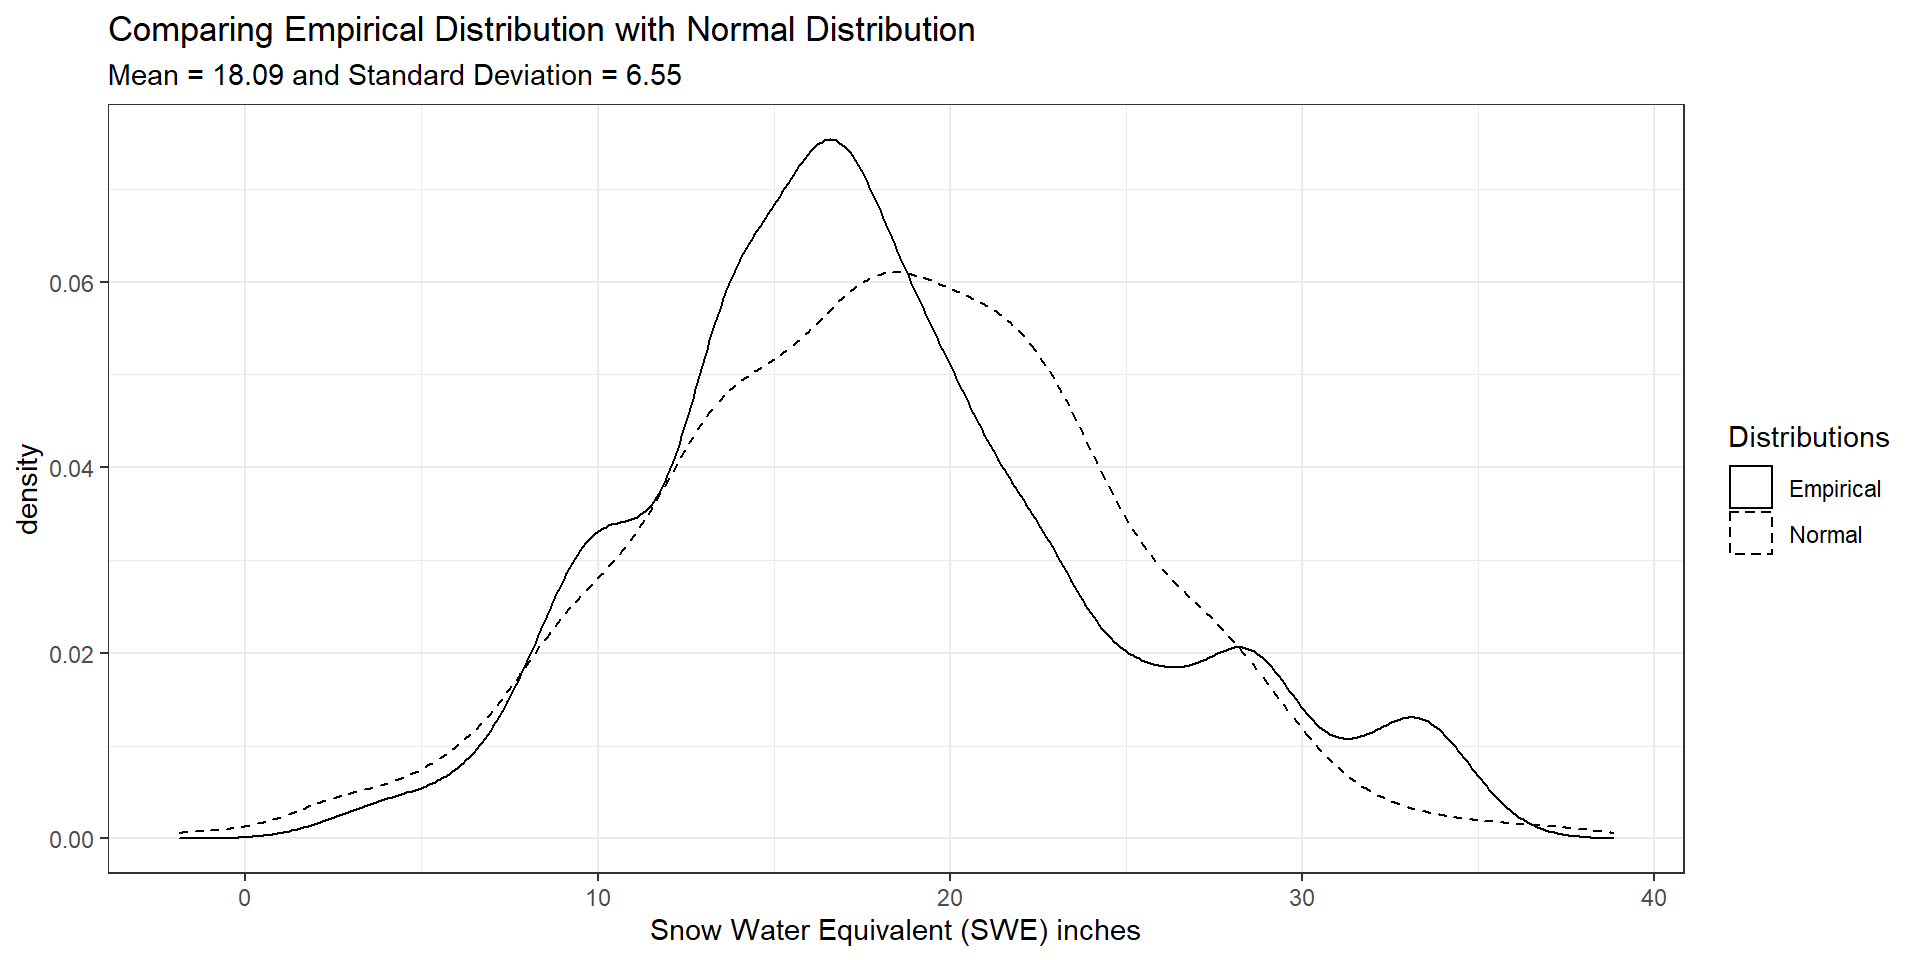 Comparing Empirical Distribution with Normal Distribution
Mean = 18.09 and Standard Deviation = 6.55
density
0.06
0.04
0.02
0.00
0 10 20 30 40
Snow Water Equivalent (SWE) inches
Distributions
Empirical
Normal